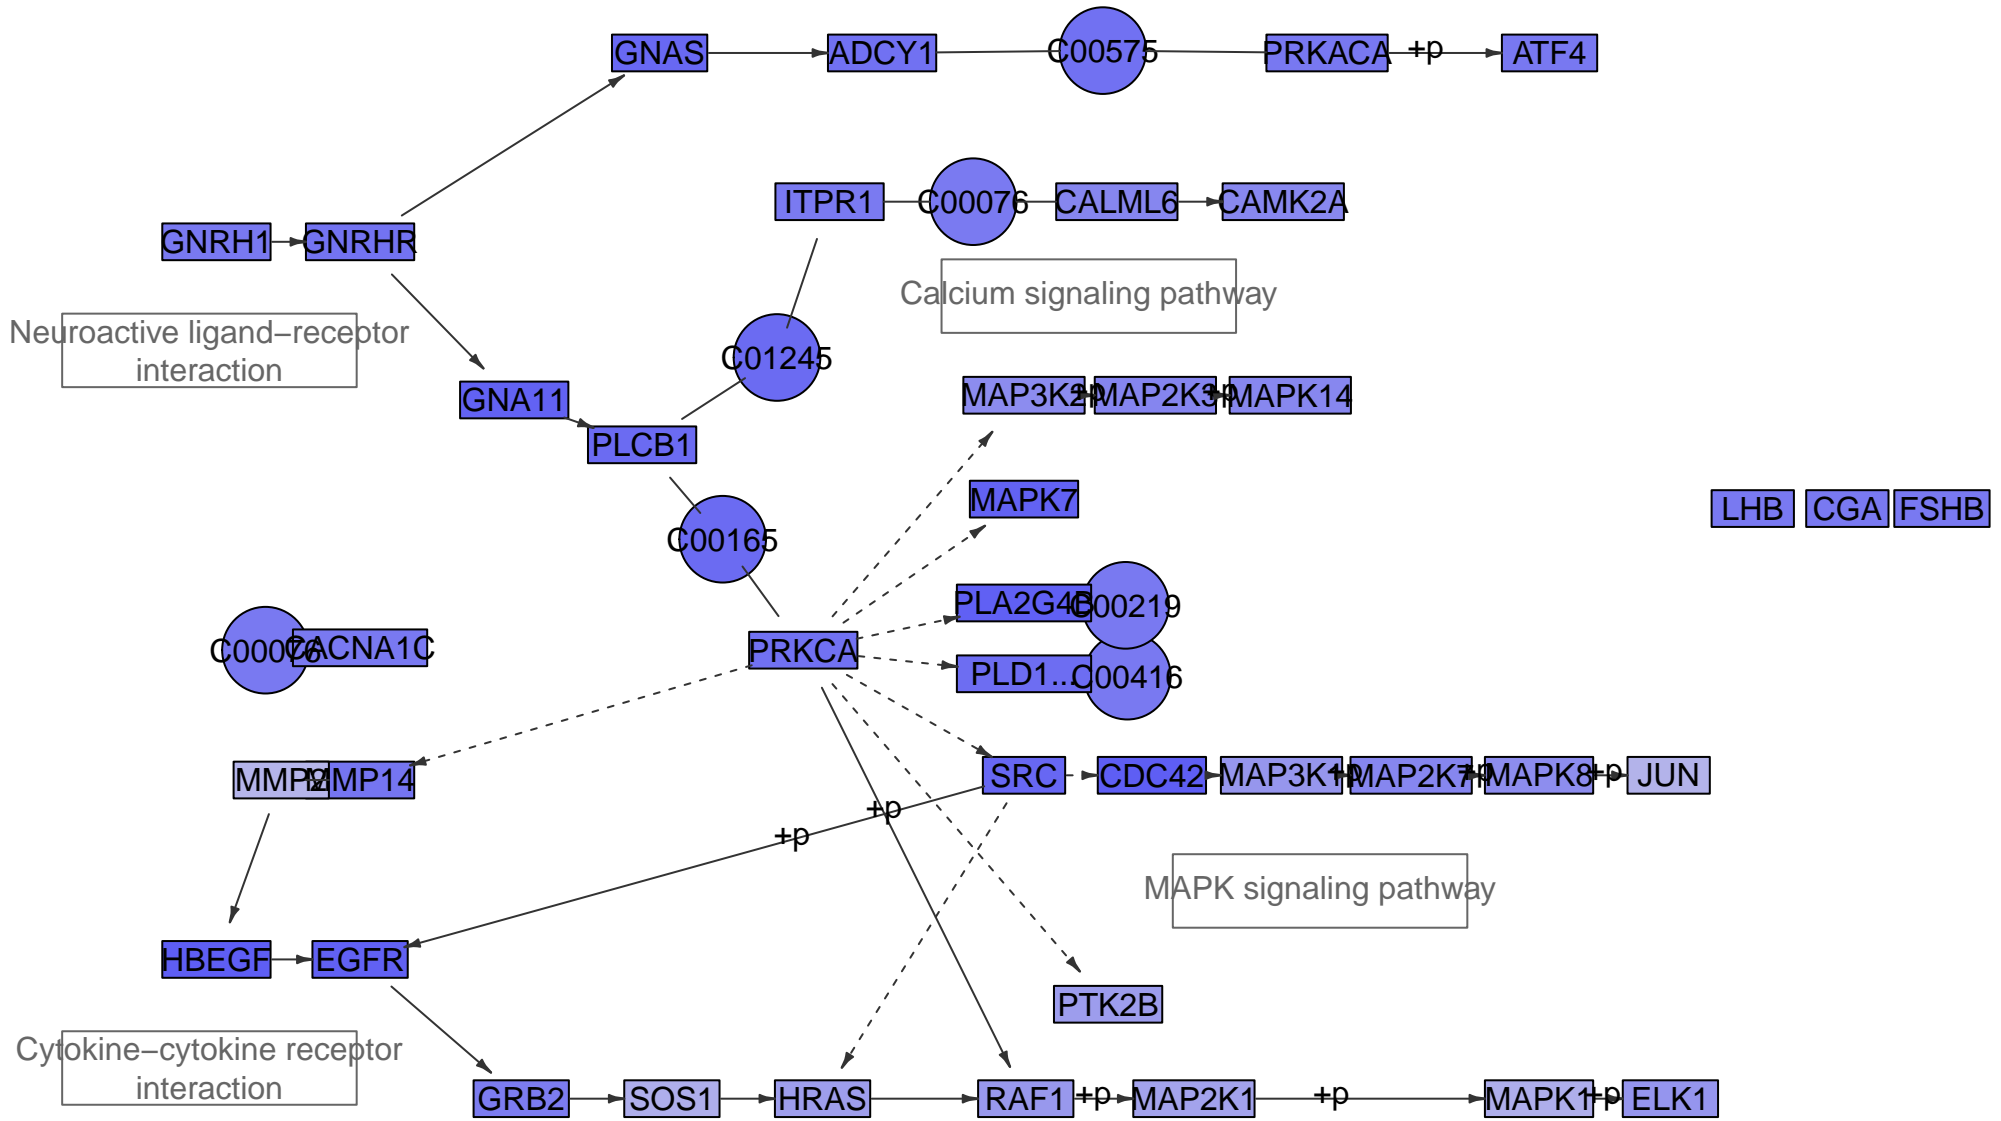 GNAS
ADCY1
C00575
PRKACA
+p
ATF4
ITPR1
C00076
CALML6
CAMK2A
GNRH1
GNRHR
Calcium signaling pathway
Neuroactive ligand–receptor
interaction
C01245
GNA11
PLCB1
MAP3K2
+p
MAP2K3
+p
MAPK14
MAPK7
LHB
CGA
FSHB
C00165
PLA2G4B
C00219
C00076
CACNA1C
PRKCA
PLD1...
C00416
MMP2
MMP14
SRC
CDC42
MAP3K1
+p
MAP2K7
+p
MAPK8
+p
JUN
+p
+p
MAPK signaling pathway
HBEGF
EGFR
PTK2B
Cytokine–cytokine receptor
interaction
GRB2
SOS1
HRAS
RAF1
+p
MAP2K1
+p
MAPK1
+p
ELK1